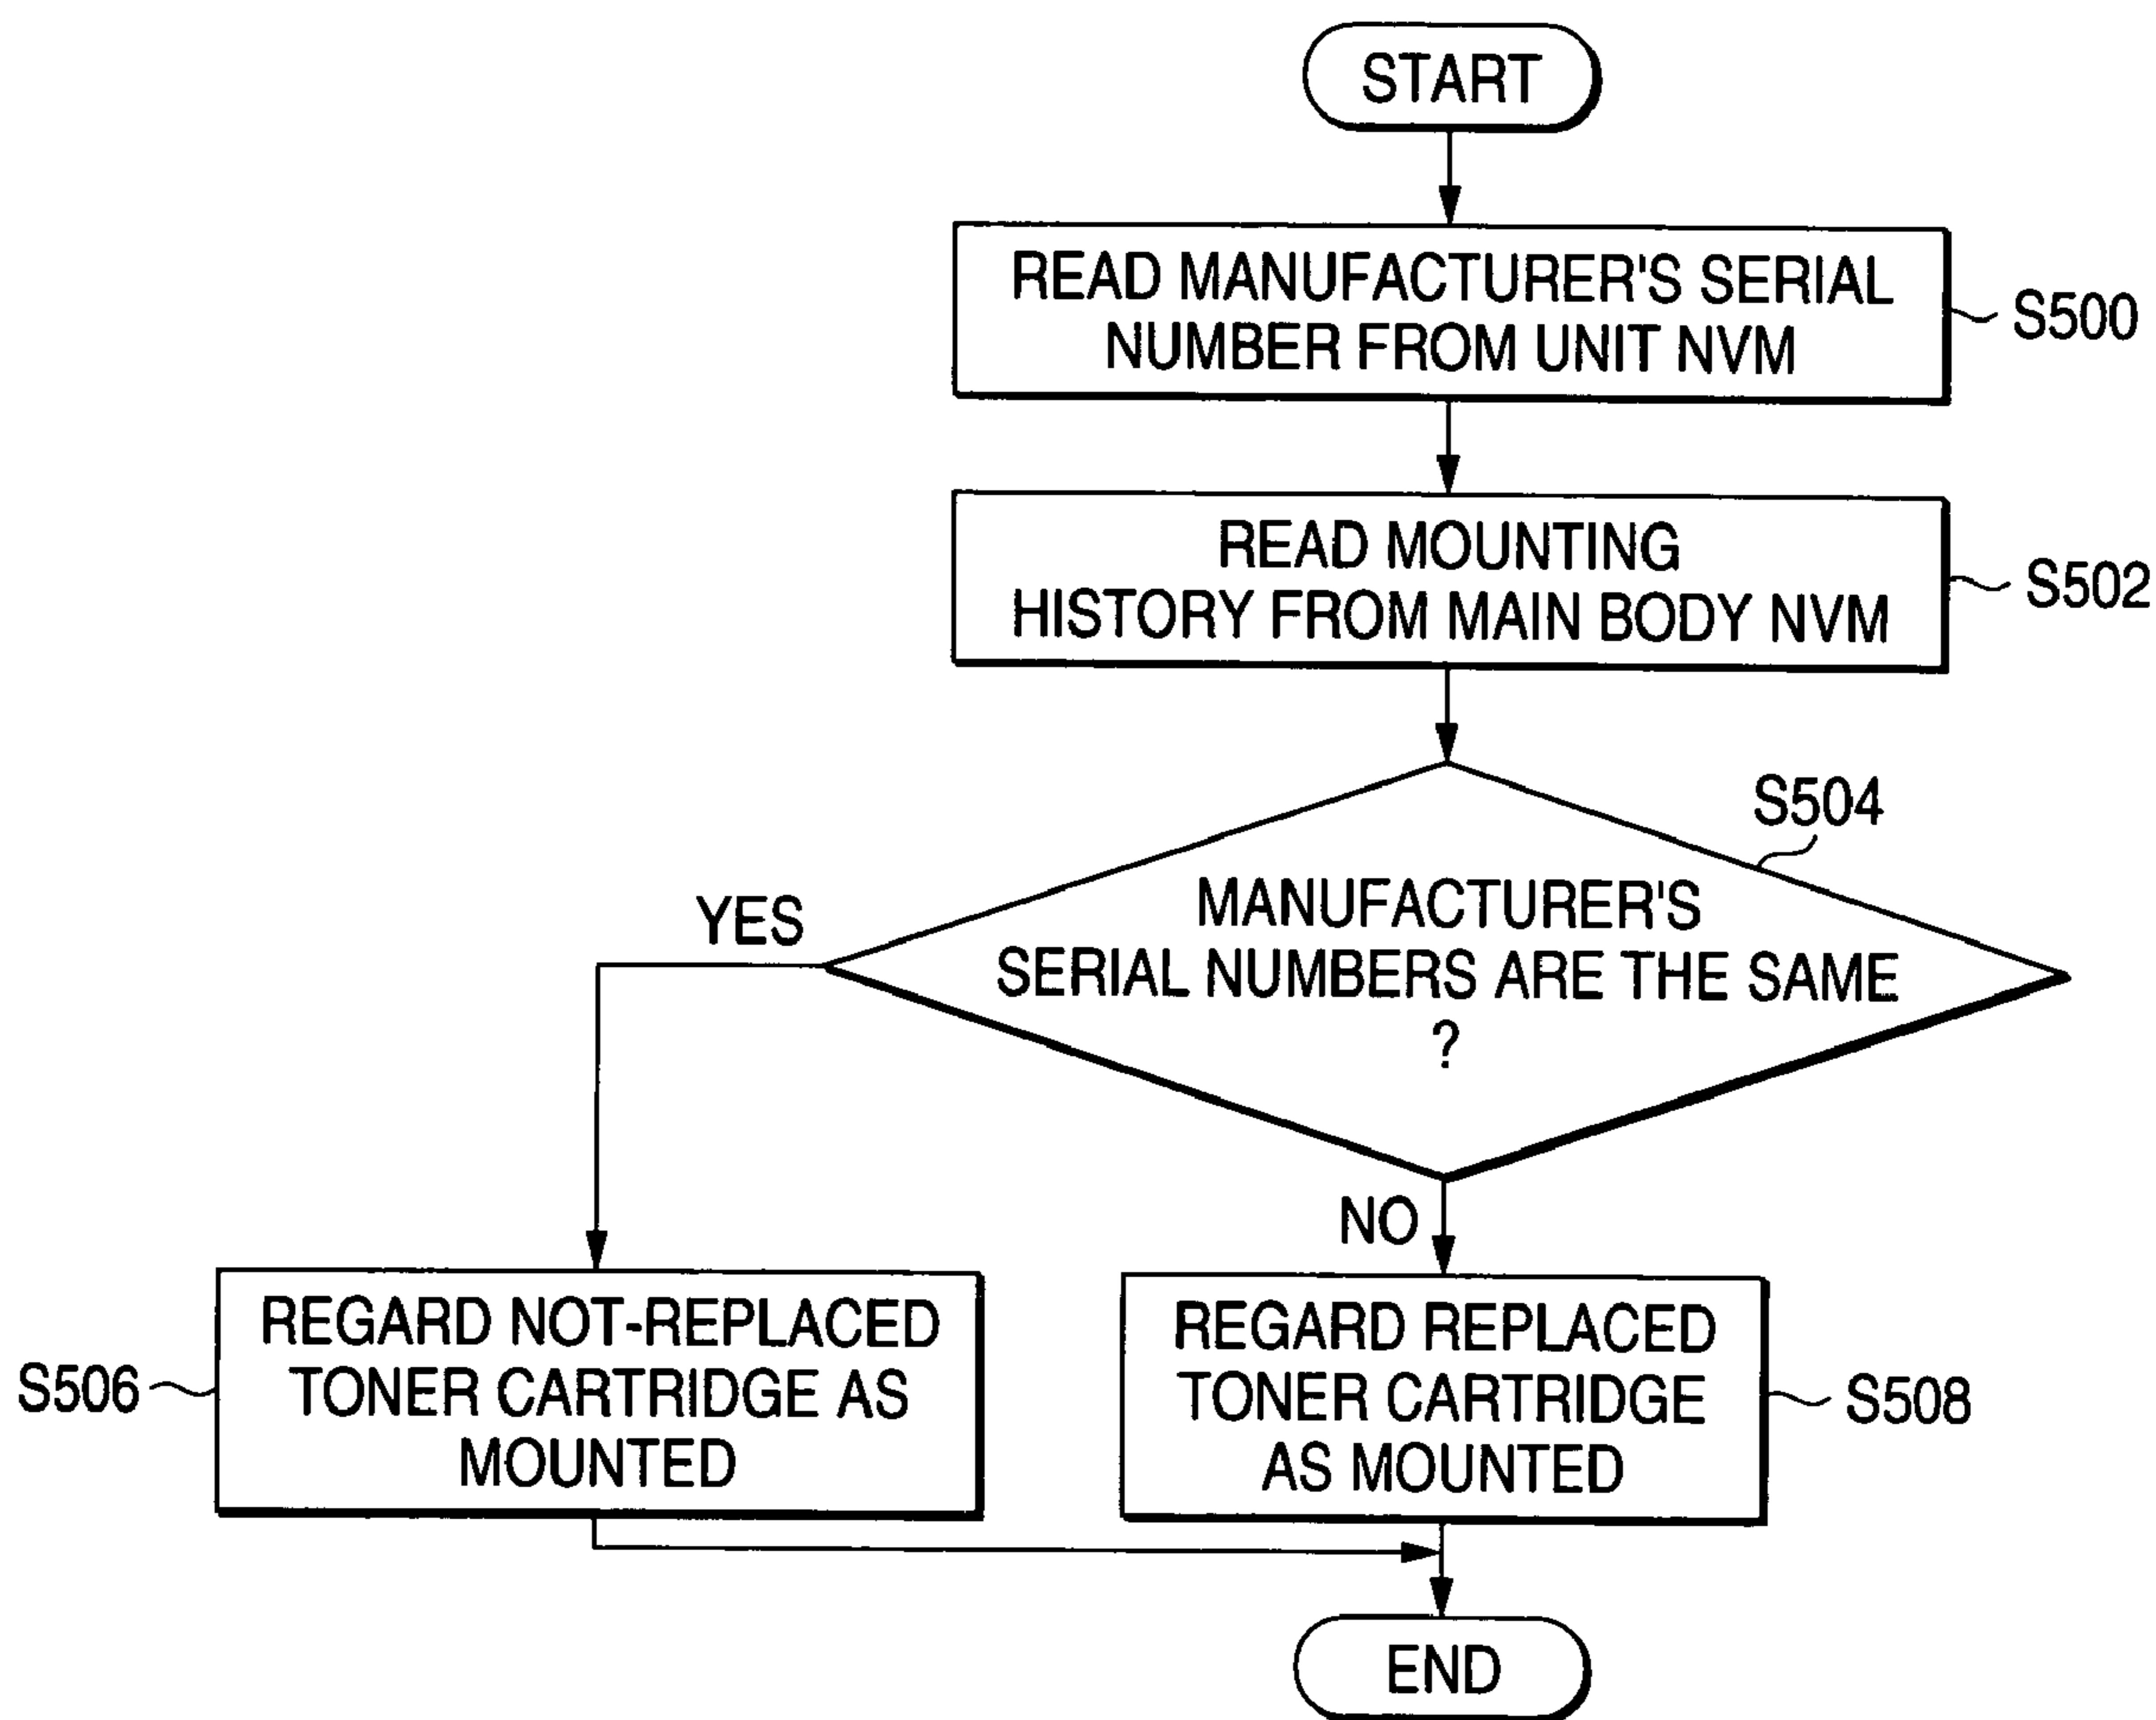 START
READ MANUFACTURER'S SERIAL
NUMBER FROM UNIT NVM
S500
READ MOUNTING
HISTORY FROM MAIN BODY NVM
S502
S504
MANUFACTURER'S
SERIAL NUMBERS ARE THE SAME
?
YES
NO
REGARD NOT-REPLACED
TONER CARTRIDGE AS
MOUNTED
S506
REGARD REPLACED
TONER CARTRIDGE
AS MOUNTED
S508
END